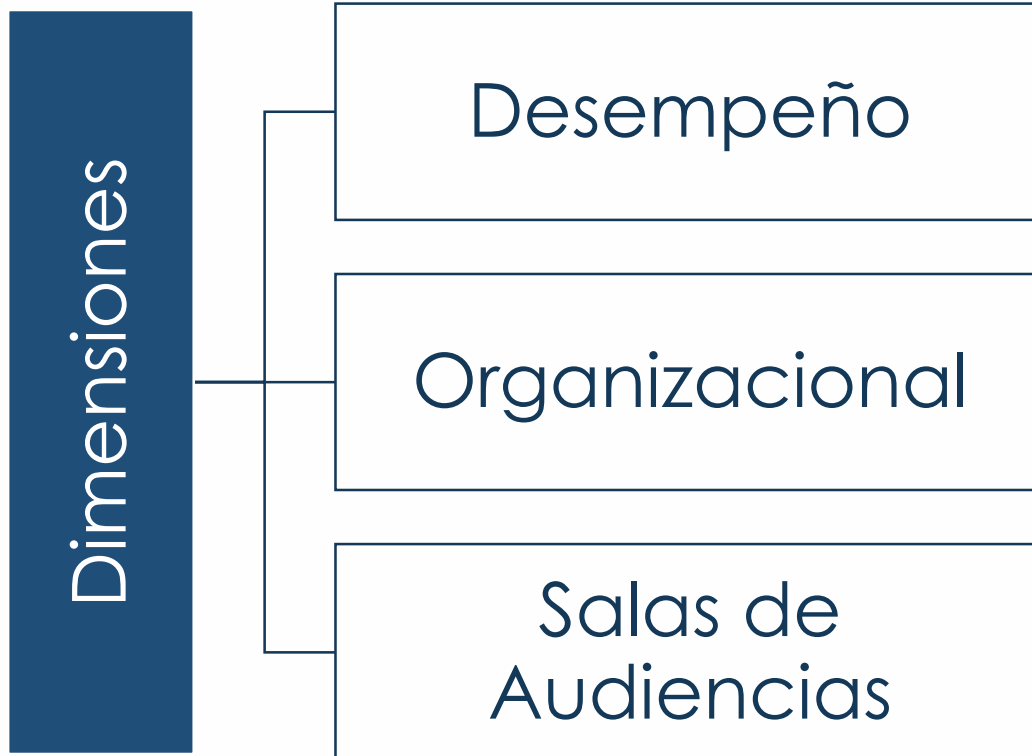 Dimensiones
Desempeño
Organizacional
Salas de
Audiencias